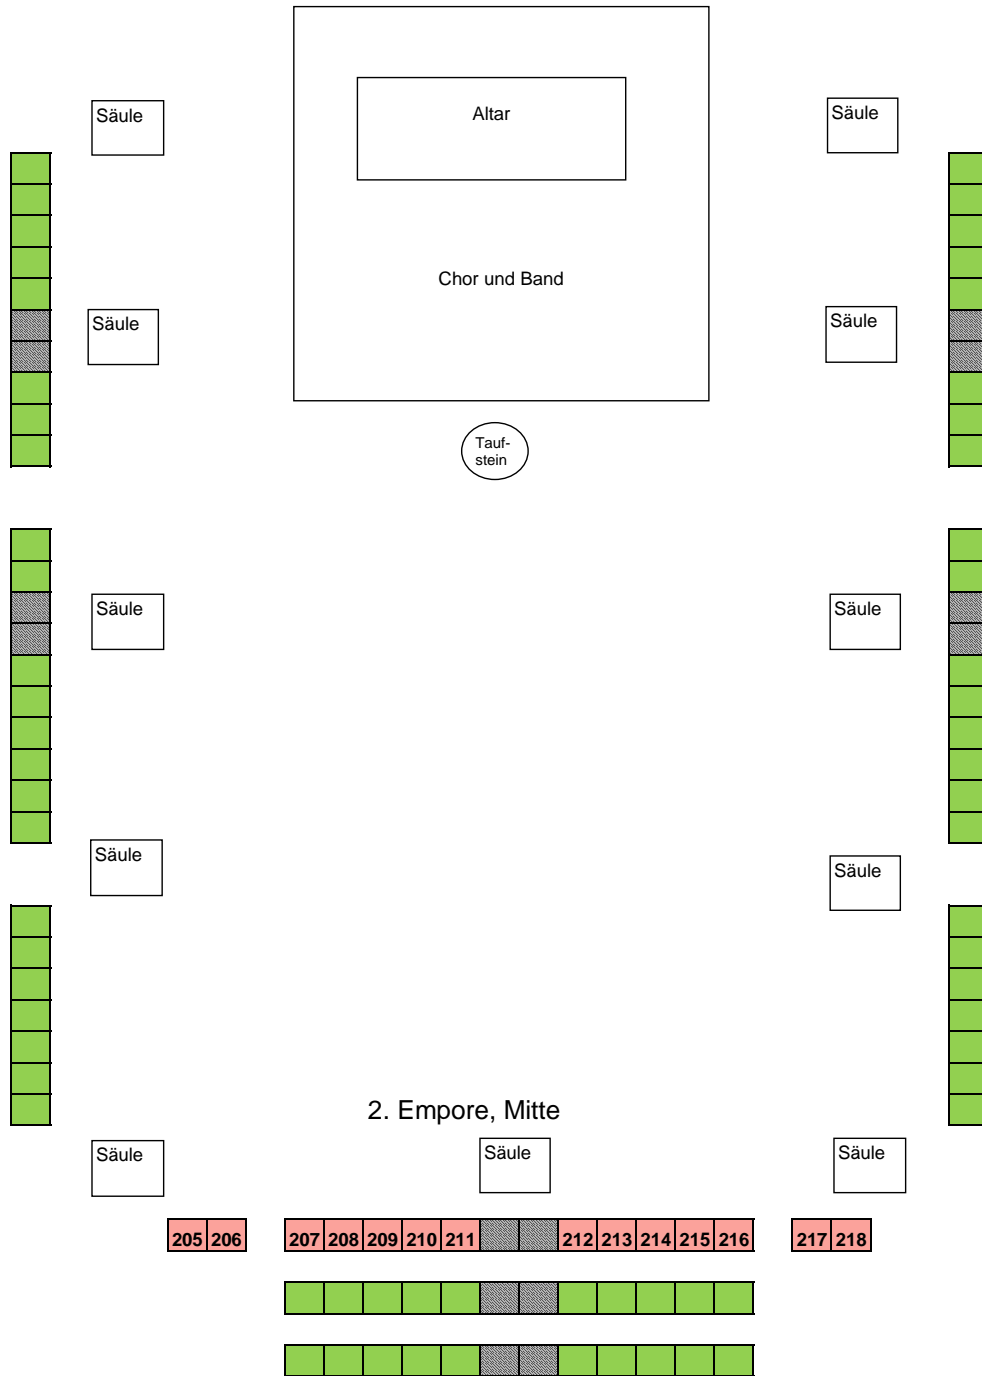 Altar
Säule
Säule
Chor und Band
Säule
Säule
Tauf-
stein
Säule
Säule
Säule
Säule
2. Empore, Mitte
Säule
Säule
Säule
205 206 207 208 209 210 211 212 213 214 215 216 217 218